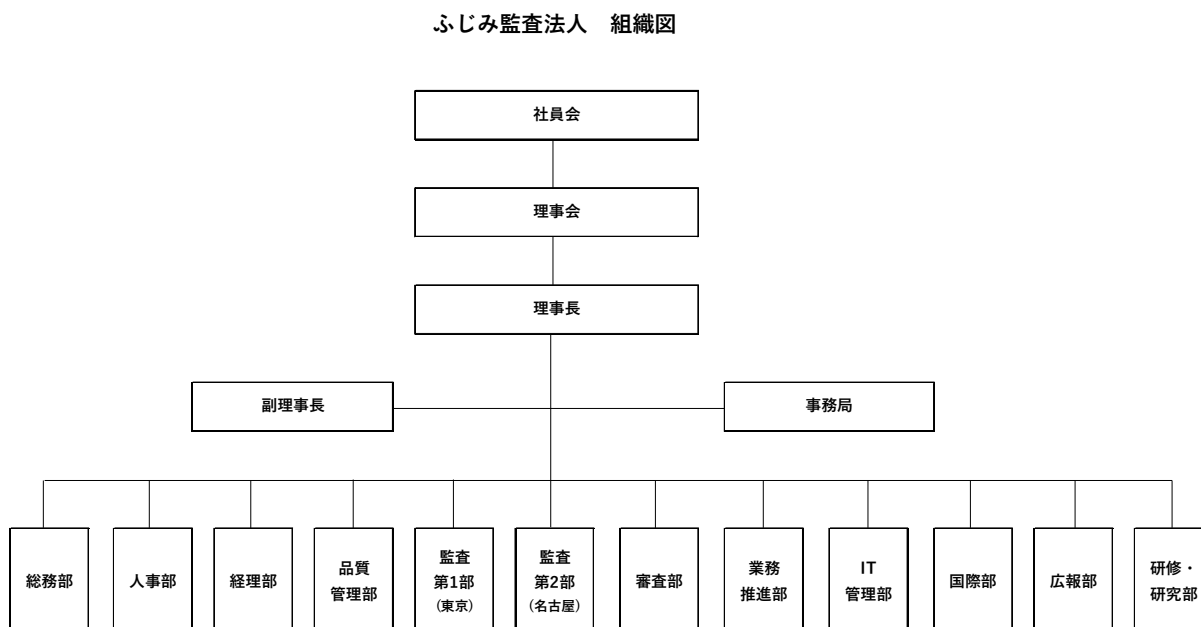 ふじみ監査法人　組織図
社員会
理事会
理事長
副理事長
事務局
総務部
人事部
経理部
品質
管理部
監査
第1部
(東京)
監査
第2部
(名古屋)
審査部
業務
推進部
IT
管理部
国際部
広報部
研修・
研究部